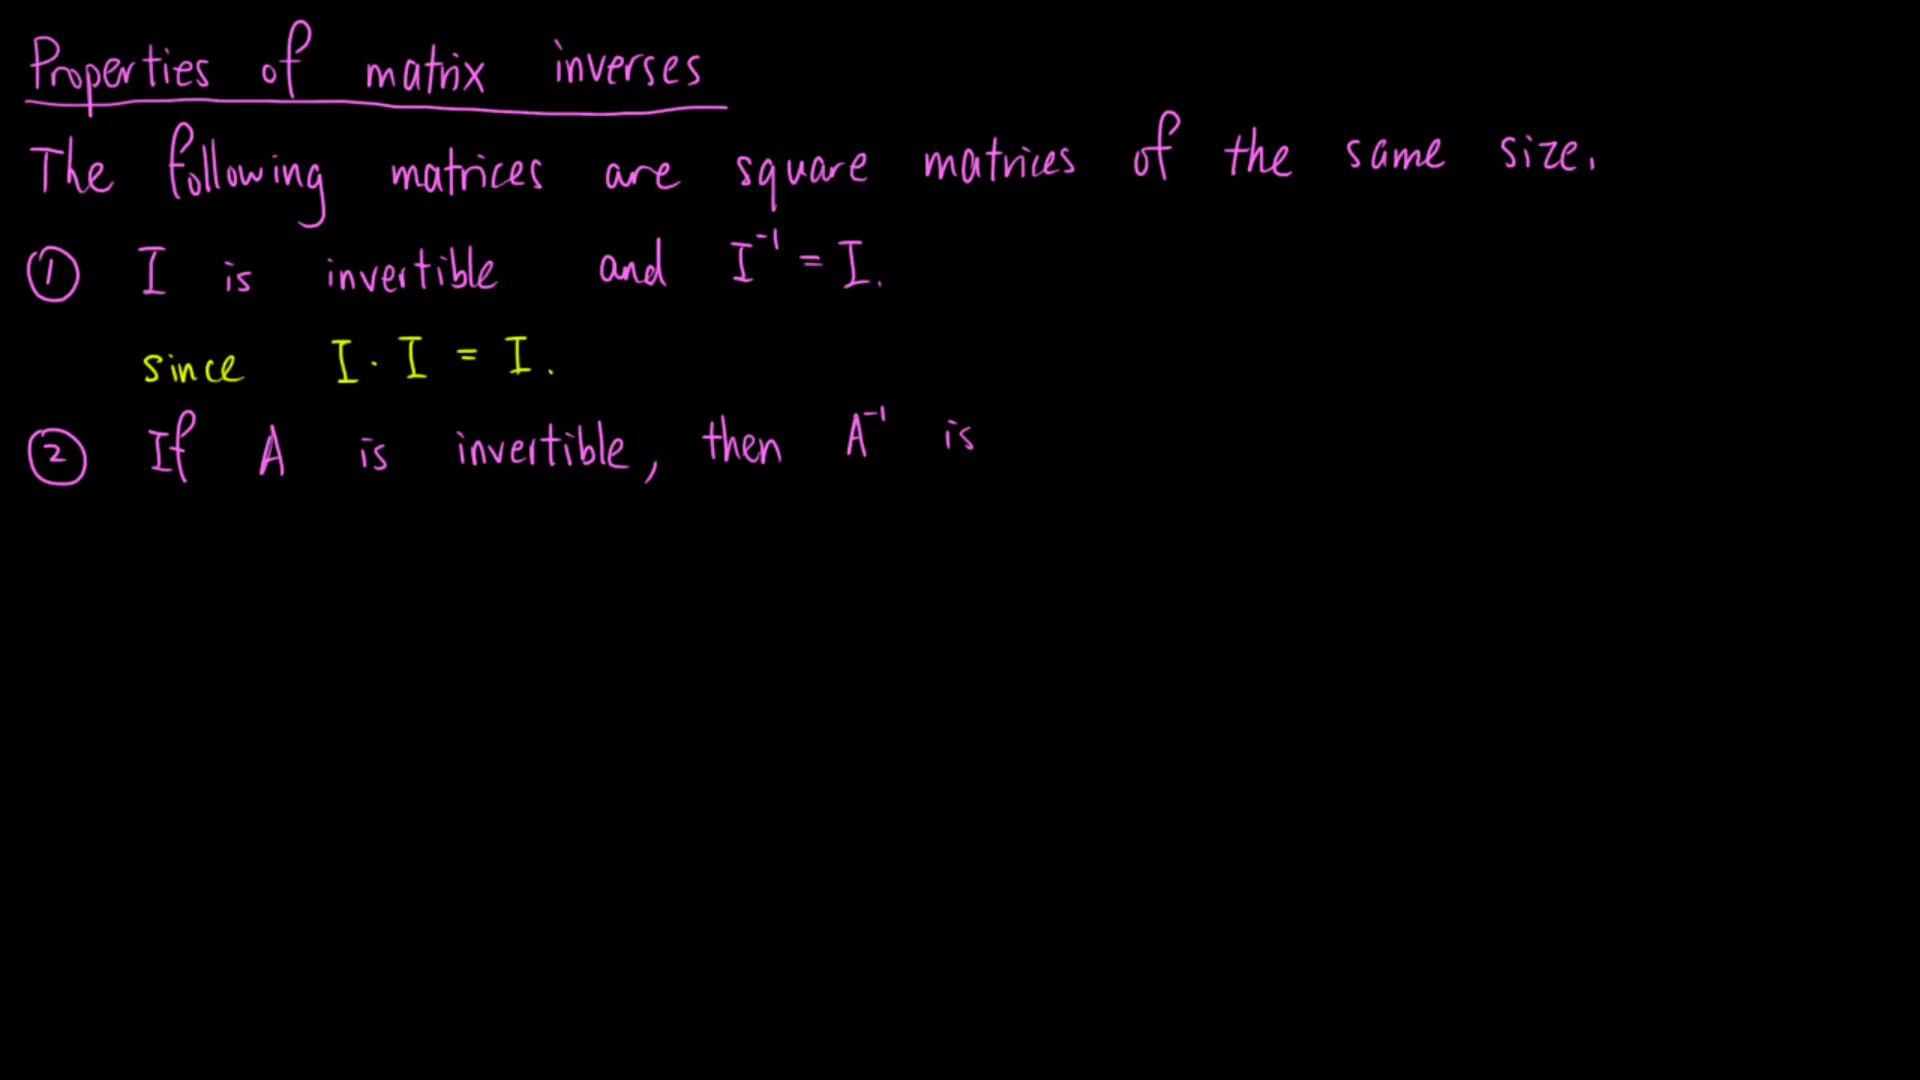 Properties of matrix inverses
The following matrices are square matrices of the same size.
① I is invertible and I⁻¹ = I.
since I · I = I.
② If A is invertible, then A⁻¹ is